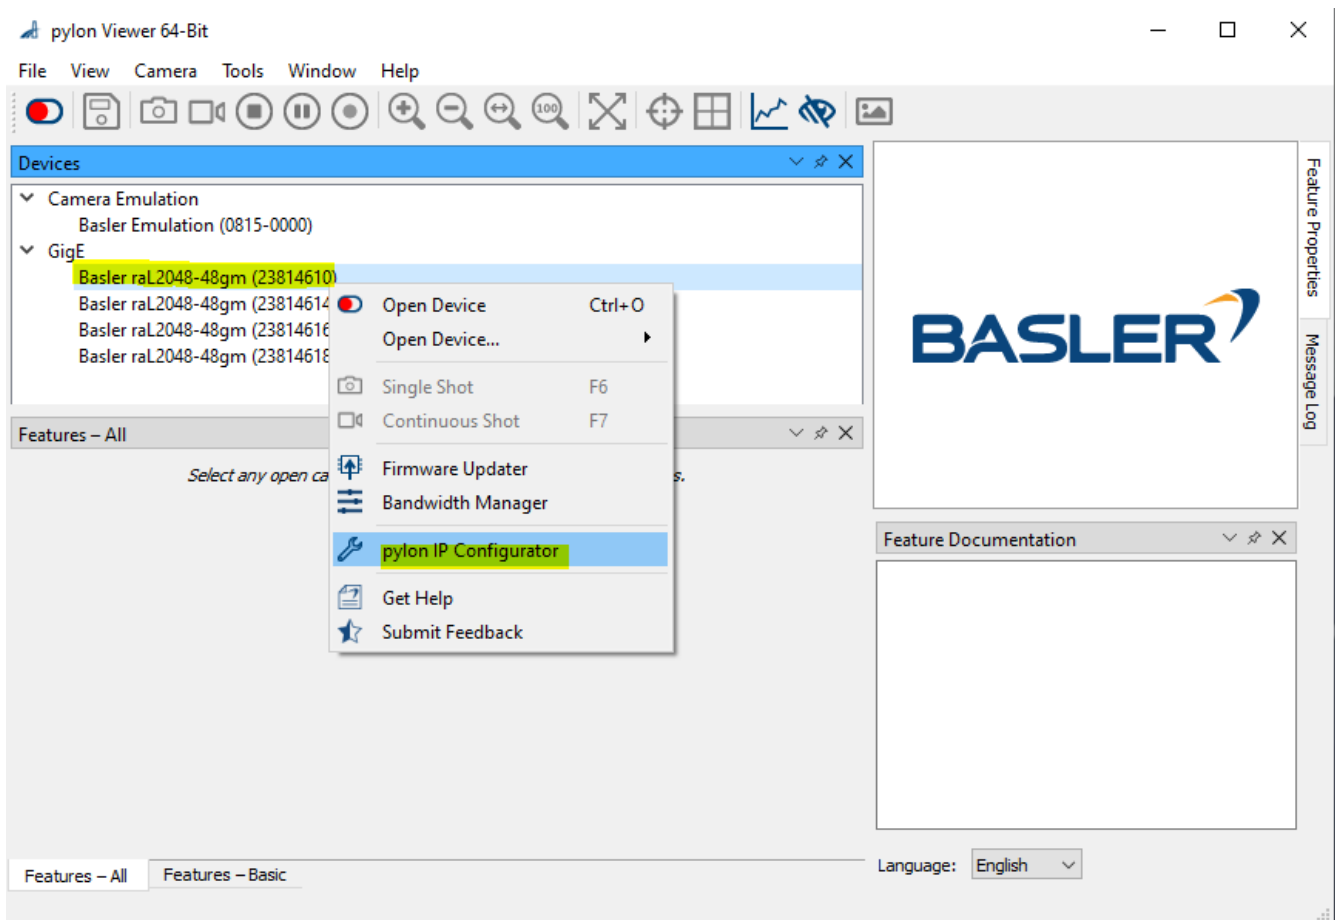 pylon Viewer 64-Bit
File View Camera Tools Window Help
100
Devices
Camera Emulation
Basler Emulation (0815-0000)
GigE
Basler raL2048-48gm (23814610)
Basler raL2048-48gm (23814614
Basler raL2048-48gm (23814616
Basler raL2048-48gm (23814618
Open Device Ctrl+O
Open Device...
Single Shot F6
Continuous Shot F7
Firmware Updater
Bandwidth Manager
pylon IP Configurator
Get Help
Submit Feedback
Features – All
Select any open ca
s.
Features – All
Features – Basic
BASLER
Feature Properties
Message Log
Feature Documentation
Language: English